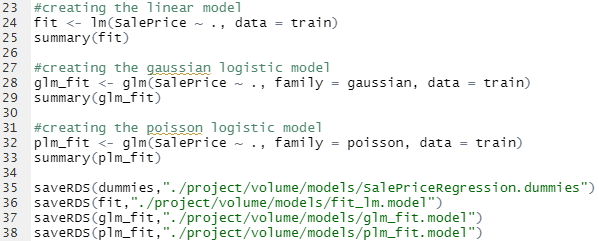 23 #creating the linear model
24 fit <- lm(SalePrice ~ ., data = train)
25 summary(fit)
26
27 #creating the gaussian logistic model
28 glm_fit <- glm(SalePrice ~ ., family = gaussian, data = train)
29 summary(glm_fit)
30
31 #creating the poisson logistic model
32 plm_fit <- glm(SalePrice ~ ., family = poisson, data = train)
33 summary(plm_fit)
34
35 saveRDS(dummies,"./project/volume/models/SalePriceRegression.dummies")
36 saveRDS(fit,"./project/volume/models/fit_lm.model")
37 saveRDS(glm_fit,"./project/volume/models/glm_fit.model")
38 saveRDS(plm_fit,"./project/volume/models/plm_fit.model")